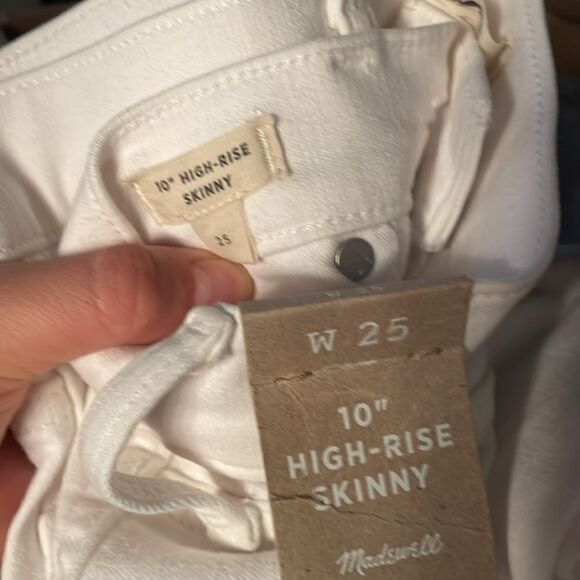 10" HIGH-RISE
SKINNY
25
W 25
10"
HIGH-RISE
SKINNY
Madewell